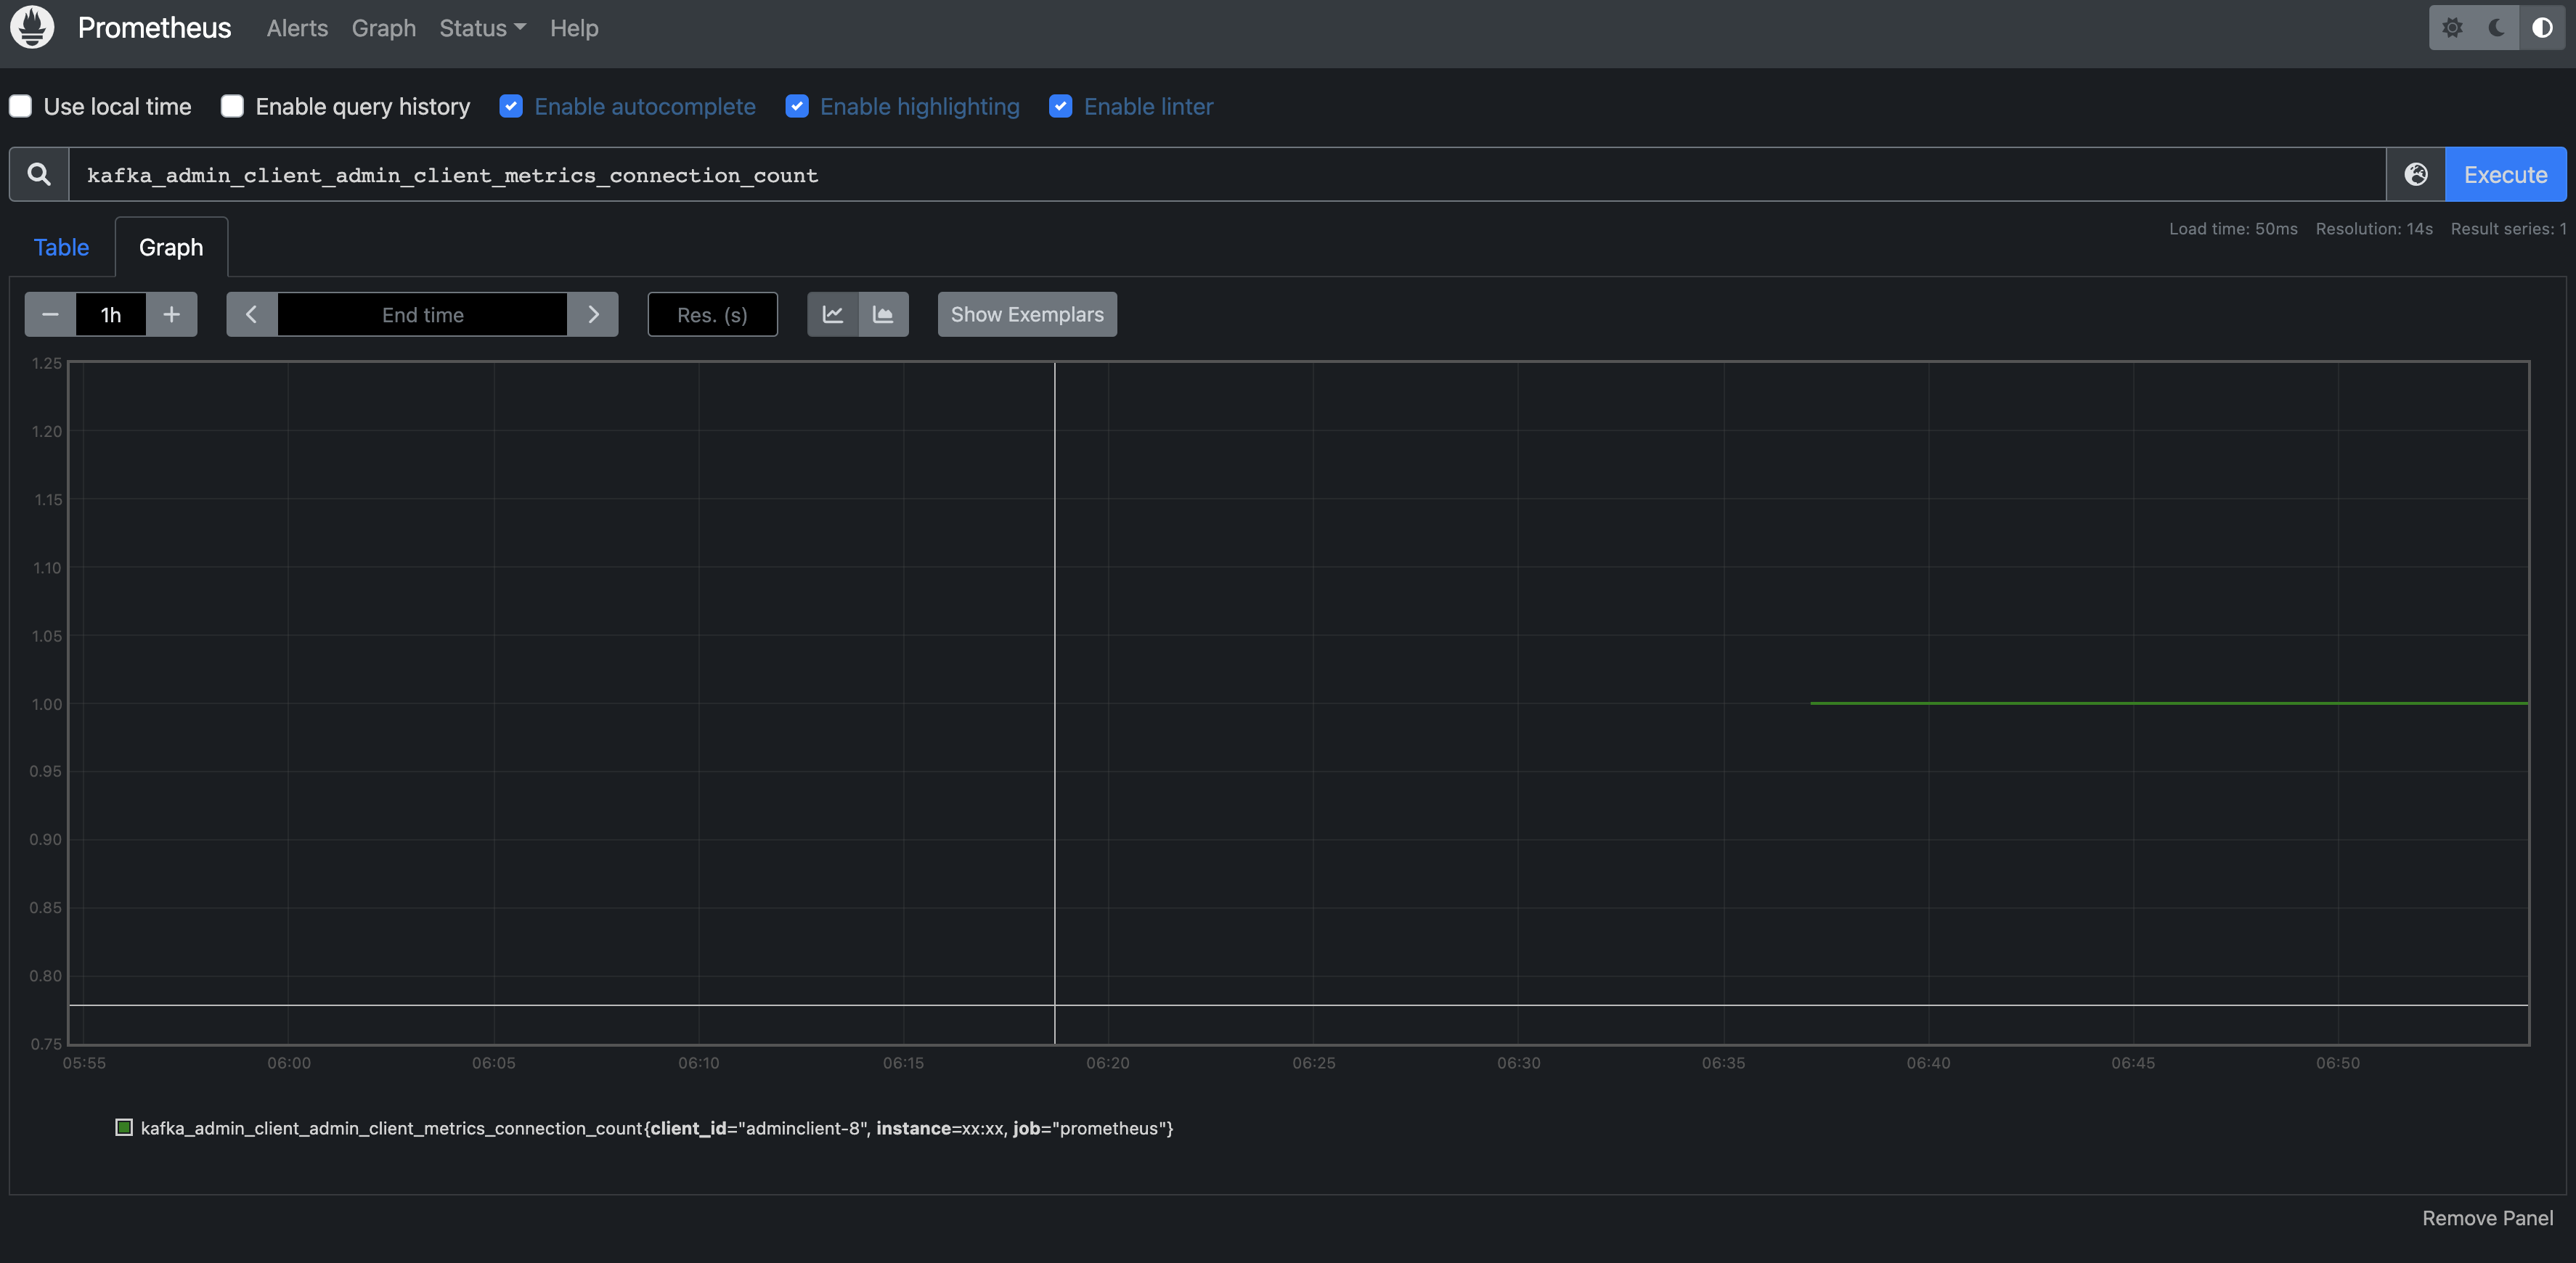 Prometheus Alerts Graph Status Help
Use local time Enable query history Enable autocomplete Enable highlighting Enable linter
kafka_admin_client_admin_client_metrics_connection_count Execute
Table Graph Load time: 50ms Resolution: 14s Result series: 1
1h End time Res. (s) Show Exemplars
1.25
1.20
1.15
1.10
1.05
1.00
0.95
0.90
0.85
0.80
0.75
05:55 06:00 06:05 06:10 06:15 06:20 06:25 06:30 06:35 06:40 06:45 06:50
kafka_admin_client_admin_client_metrics_connection_count{client_id="adminclient-8", instance=xx:xx, job="prometheus"}
Remove Panel